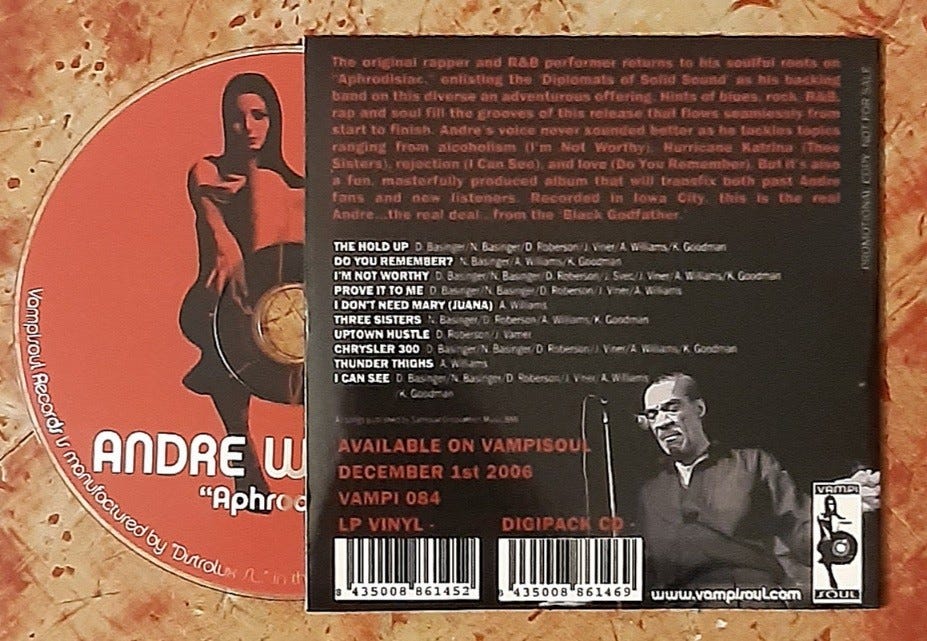 The original rapper and R&B performer returns to his soulful roots on
"Aphrodisiac," enlisting the 'Diplomats of Solid Sound' as his backing
band on this diverse an adventurous offering. Hints of blues, rock, R&B,
rap and soul fill the grooves of this release that flows seamlessly from
start to finish. Andre's voice never sounded better as he tackles topics
ranging from alcoholism (I'm Not Worthy), Hurricane Katrina (Three
Sisters), rejection (I Can See), and love (Do You Remember). But it's also
a fun, masterfully produced album that will transfix both past Andre
fans and new listeners. Recorded in Iowa City, this is the real
Andre...the real deal...from the 'Black Godfather.'
PROMOTIONAL COPY. NOT FOR SALE
THE HOLD UP D. Basinger/N. Basinger/D. Roberson/J. Viner/A. Williams/K. Goodman
DO YOU REMEMBER? N. Basinger/A. Williams/K. Goodman
I'M NOT WORTHY D. Basinger/N. Basinger/D. Roberson/J. Svec/J. Viner/A. Williams/K. Goodman
PROVE IT TO ME D. Basinger/N. Basinger/D. Roberson/J. Viner/A. Williams
I DON'T NEED MARY (JUANA) A. Williams
THREE SISTERS N. Basinger/D. Roberson/A. Williams/K. Goodman
UPTOWN HUSTLE D. Roberson/J. Varner
CHRYSLER 300 D. Basinger/N. Basinger/D. Roberson/J. Viner/A. Williams/K. Goodman
THUNDER THIGHS A. Williams
I CAN SEE D. Basinger/N. Basinger/D. Roberson/J. Viner/A. Williams
/K. Goodman
All songs published by
AVAILABLE ON VAMPISOUL
DECEMBER 1st 2006
VAMPI 084
LP VINYL - DIGIPACK CD -
8 435008 861452
8 435008 861469
www.vampisoul.com
VAMPI
SOUL
ANDRE W
"Aphrod
Vampisoul Records is manufactured by "Distrolux S.L." in th